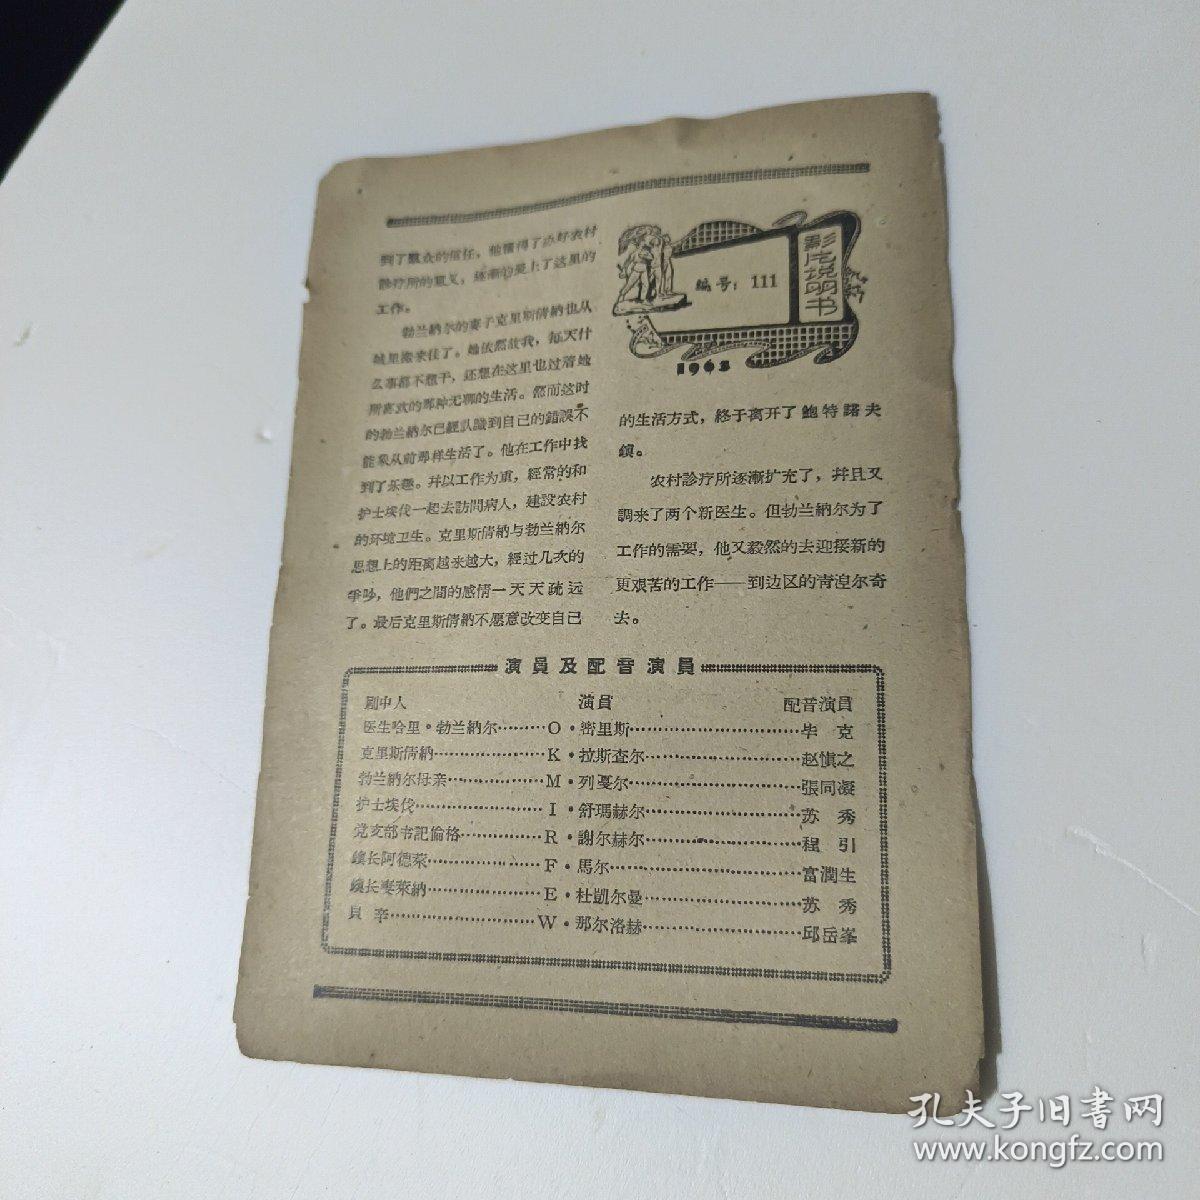 到了羣众的信任，他懂得了办好农村
診疗所的意义，逐漸的爱上了这里的
工作。
勃兰納尔的妻子克里斯倩納也从
城里搬来住了。她依然故我，每天什
么事都不想干，还想在这里也过着她
所喜欢的那种无聊的生活。然而这时
的勃兰納尔已經认識到自己的錯誤不
能象从前那样生活了。他在工作中找
到了乐趣。幷以工作为重，經常的和
护士埃伐一起去訪問病人，建設农村
的环境卫生。克里斯倩納与勃兰納尔
思想上的距离越来越大，經过几次的
爭吵，他們之間的感情一天天疏远
了。最后克里斯倩納不愿意改变自己
影片说明书
编号：111
1963
的生活方式，終于离开了鮑特諾夫
鎮。
农村診疗所逐漸扩充了，幷且又
調来了两个新医生。但勃兰納尔为了
工作的需要，他又毅然的去迎接新的
更艰苦的工作——到边区的青湟尔奇
去。
演員及配音演員
剧中人 演員 配音演員
医生哈里·勃兰納尔………O·密里斯………………毕克
克里斯倩納………………K·拉斯查尔………………赵愼之
勃兰納尔母亲……………M·列戞尔………………張同凝
护士埃伐…………………I·舒瑪赫尔………………苏秀
党支部书記倫格…………R·謝尔赫尔………………程引
鎮长阿德萊………………F·馬尔………………富潤生
鎮长妻萊納………………E·杜凱尔曼………………苏秀
貝辛………………W·那尔洛赫………………邱岳峯
孔夫子旧書网
www.kongfz.com